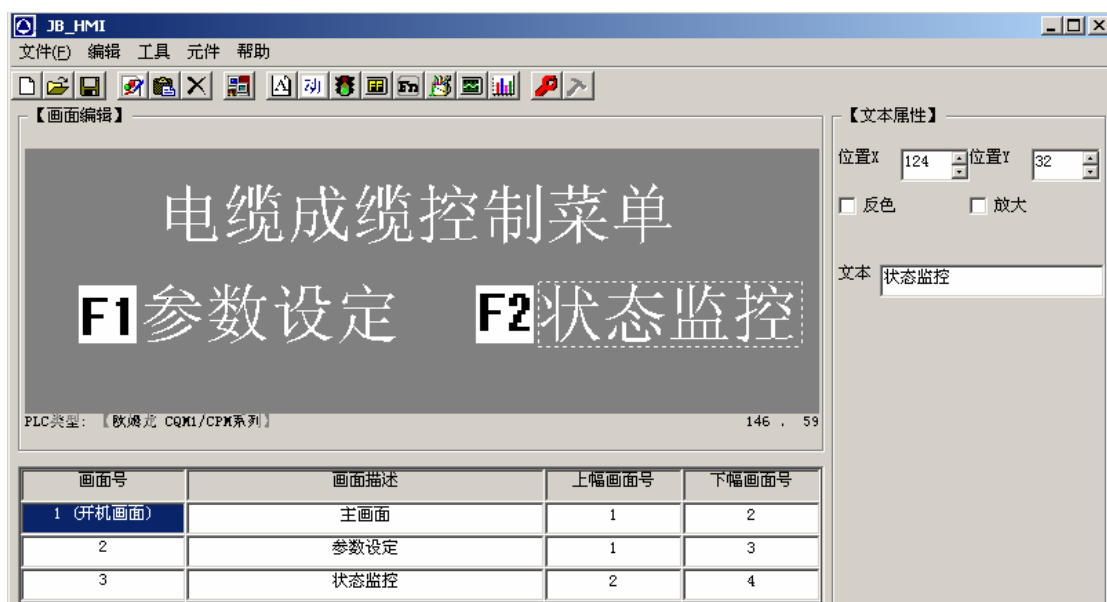 JB_HMI
文件(F) 编辑 工具 元件 帮助
A 动 Fn
【画面编辑】
电缆成缆控制菜单
F1参数设定 F2状态监控
PLC类型: 【欧姆龙 CQM1/CPM系列】 146 . 59
【文本属性】
位置X 124 位置Y 32
反色 放大
文本 状态监控
画面号 画面描述 上幅画面号 下幅画面号
1 (开机画面) 主画面 1 2
2 参数设定 1 3
3 状态监控 2 4